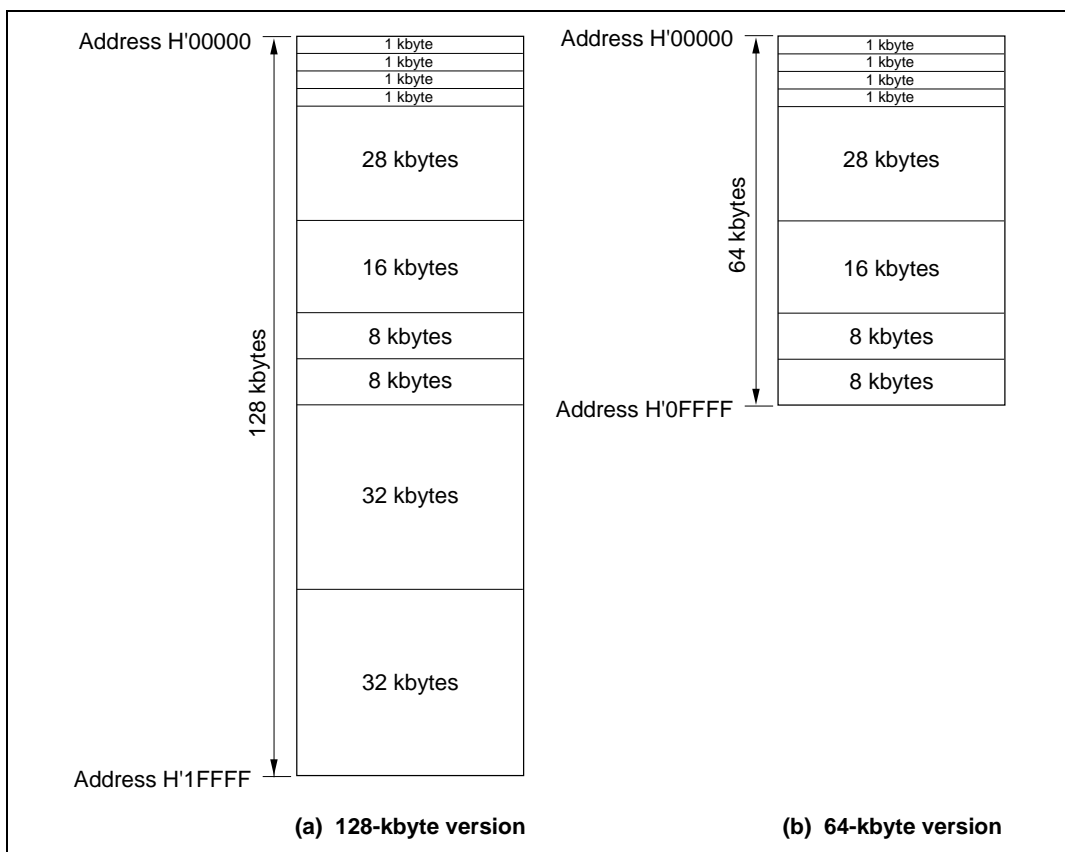 Address H'00000
1 kbyte
1 kbyte
1 kbyte
1 kbyte
28 kbytes
16 kbytes
8 kbytes
8 kbytes
32 kbytes
32 kbytes
128 kbytes
Address H'1FFFF
(a) 128-kbyte version
Address H'00000
1 kbyte
1 kbyte
1 kbyte
1 kbyte
28 kbytes
16 kbytes
8 kbytes
8 kbytes
64 kbytes
Address H'0FFFF
(b) 64-kbyte version